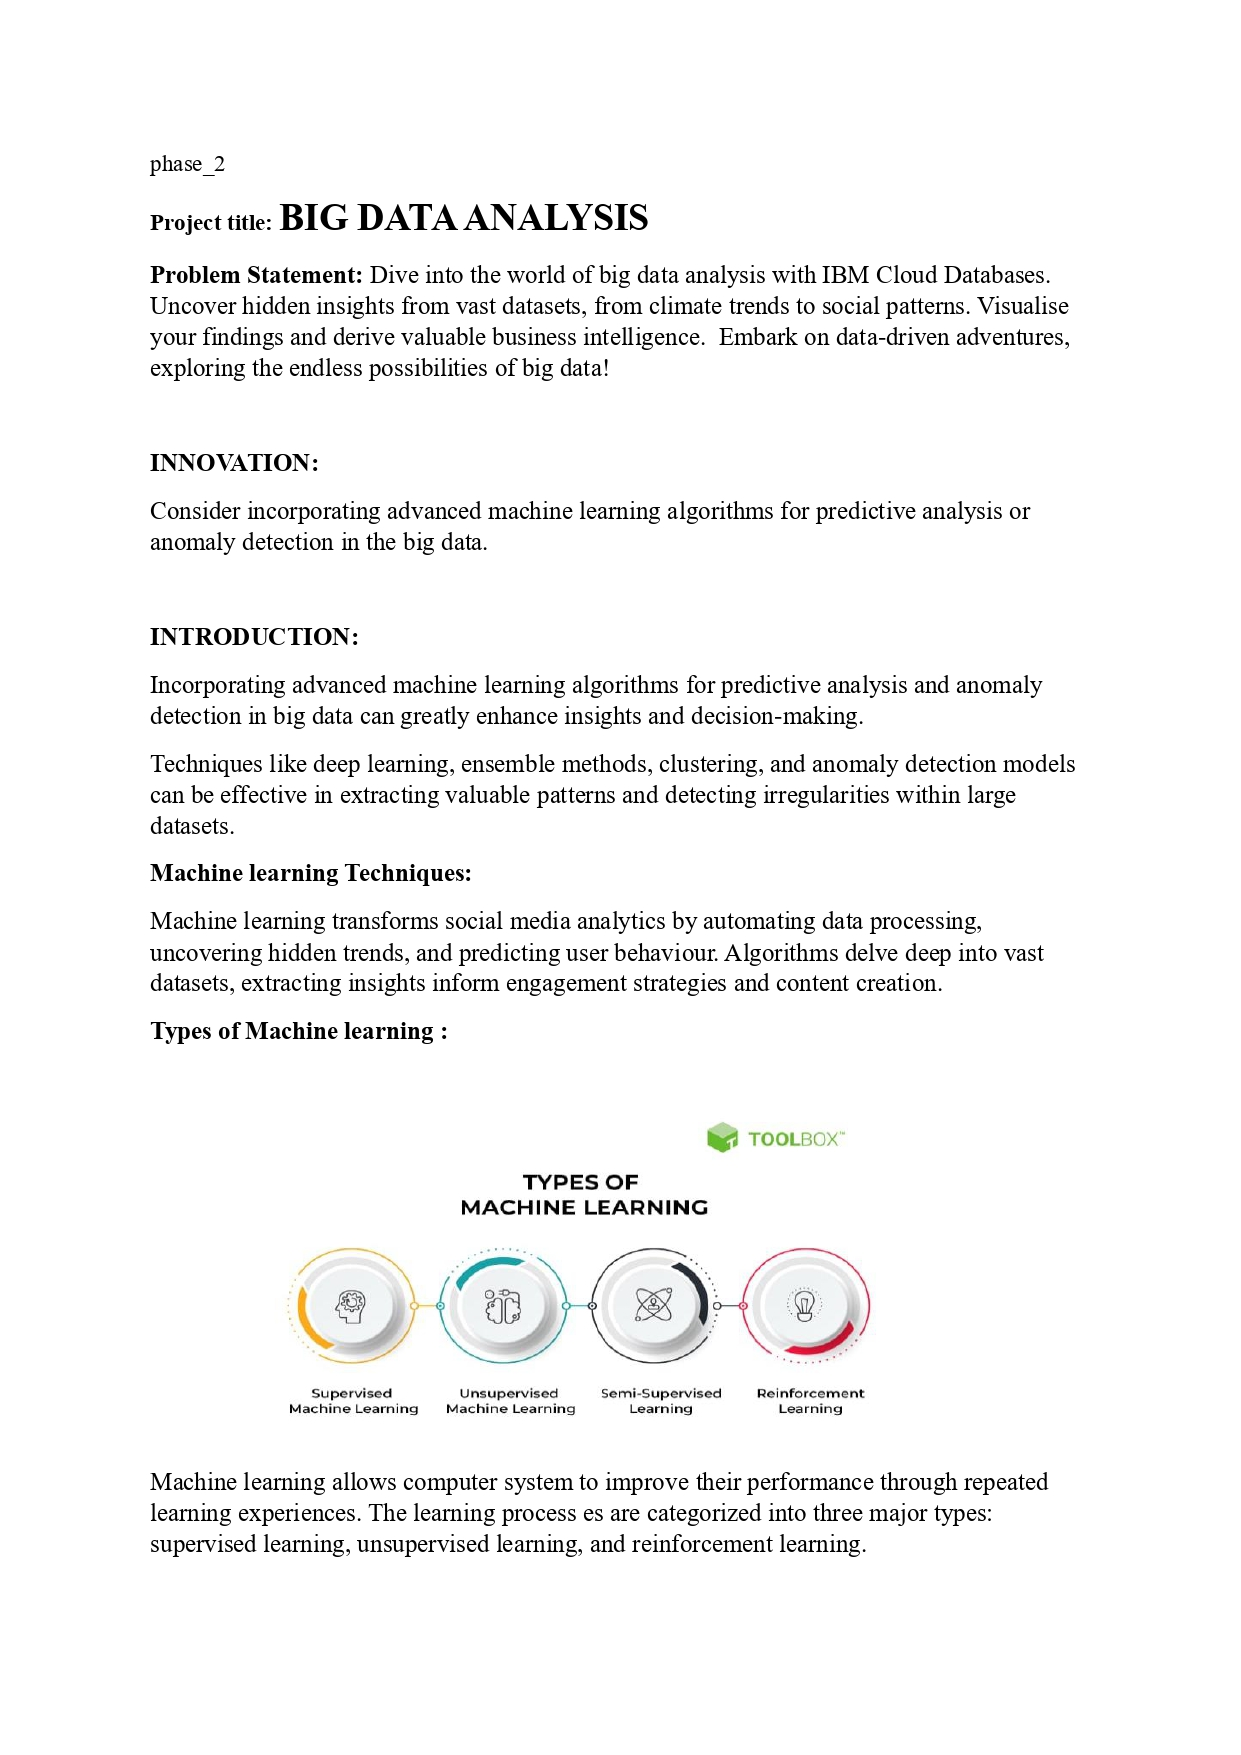 phase_2
Project title: BIG DATA ANALYSIS
Problem Statement: Dive into the world of big data analysis with IBM Cloud Databases.
Uncover hidden insights from vast datasets, from climate trends to social patterns. Visualise
your findings and derive valuable business intelligence.  Embark on data-driven adventures,
exploring the endless possibilities of big data!
INNOVATION:
Consider incorporating advanced machine learning algorithms for predictive analysis or
anomaly detection in the big data.
INTRODUCTION:
Incorporating advanced machine learning algorithms for predictive analysis and anomaly
detection in big data can greatly enhance insights and decision-making.
Techniques like deep learning, ensemble methods, clustering, and anomaly detection models
can be effective in extracting valuable patterns and detecting irregularities within large
datasets.
Machine learning Techniques:
Machine learning transforms social media analytics by automating data processing,
uncovering hidden trends, and predicting user behaviour. Algorithms delve deep into vast
datasets, extracting insights inform engagement strategies and content creation.
Types of Machine learning :
TOOLBOX™
TYPES OF
MACHINE LEARNING
Supervised
Machine Learning
Unsupervised
Machine Learning
Semi-Supervised
Learning
Reinforcement
Learning
Machine learning allows computer system to improve their performance through repeated
learning experiences. The learning process es are categorized into three major types:
supervised learning, unsupervised learning, and reinforcement learning.